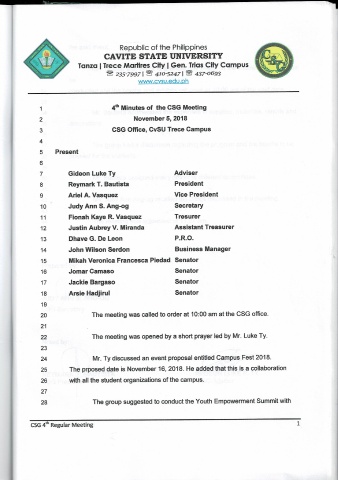 Republic of the Philippines
CAVITE STATE UNIVERSITY
Tanza | Trece Martires City | Gen. Trias City Campus
☎ 235-7997 | ☎ 410-5247 | ☎ 437-0693
www.cvsu.edu.ph
1 4th Minutes of the CSG Meeting
2 November 5, 2018
3 CSG Office, CvSU Trece Campus
4
5 Present
6
7 Gideon Luke Ty Adviser
8 Reymark T. Bautista President
9 Ariel A. Vasquez Vice President
10 Judy Ann S. Ang-og Secretary
11 Fionah Kaye R. Vasquez Tresurer
12 Justin Aubrey V. Miranda Assistant Treasurer
13 Dhave G. De Leon P.R.O.
14 John Wilson Serdon Business Manager
15 Mikah Veronica Francesca Piedad Senator
16 Jomar Camaso Senator
17 Jackie Bargaso Senator
18 Arsie Hadjirul Senator
19
20 The meeting was called to order at 10:00 am at the CSG office.
21
22 The meeting was opened by a short prayer led by Mr. Luke Ty.
23
24 Mr. Ty discussed an event proposal entitled Campus Fest 2018.
25 The prposed date is November 16, 2018. He added that this is a collaboration
26 with all the student organizations of the campus.
27
28 The group suggested to conduct the Youth Empowerment Summit with
CSG 4th Regular Meeting 1